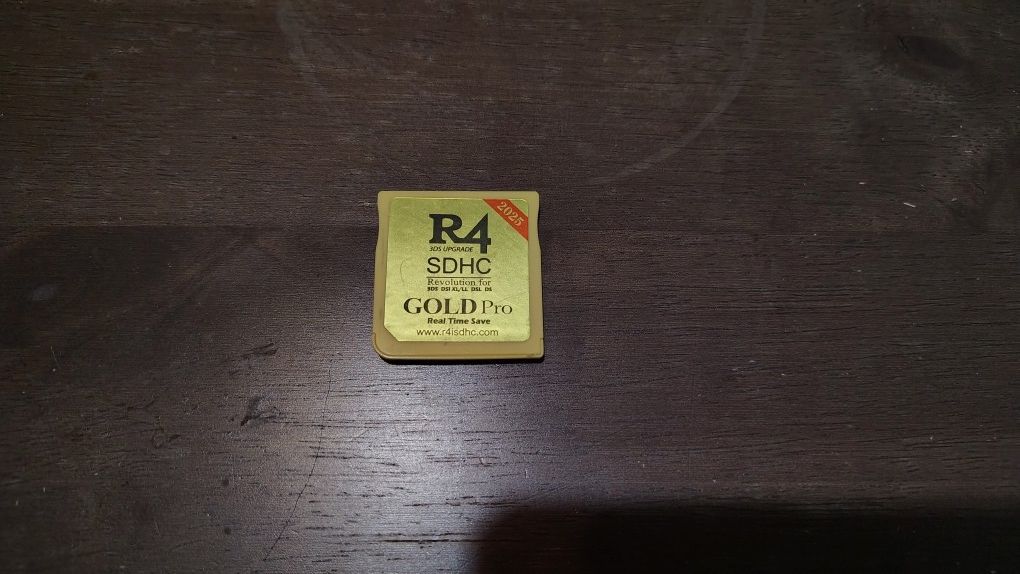 2025
R4
3DS UPGRADE
SDHC
Revolution for
3DS DSI XL/LL DSL DS
GOLD Pro
Real Time Save
www.r4isdhc.com